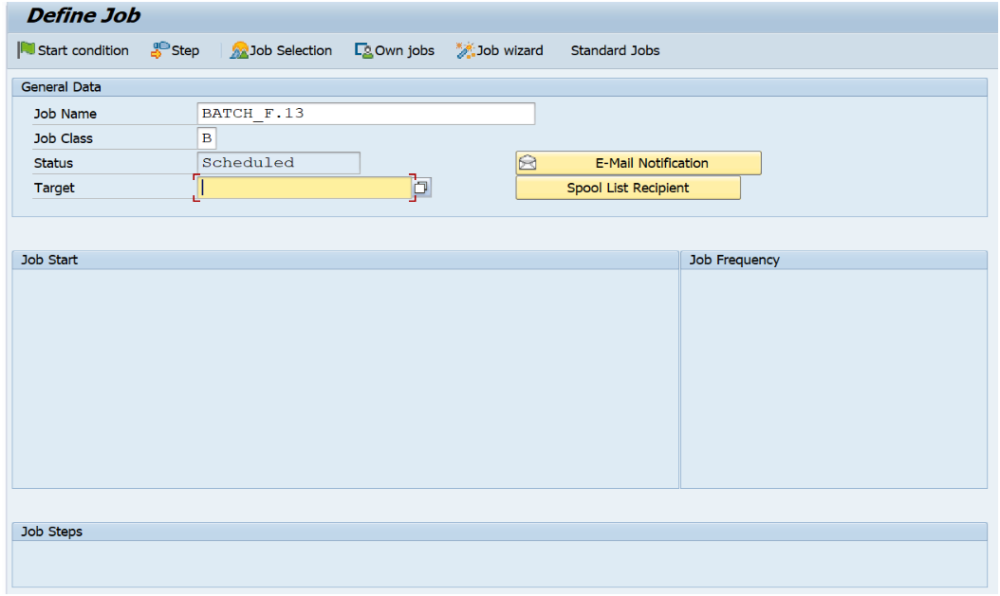 Define Job
Start condition Step Job Selection Own jobs Job wizard Standard Jobs
General Data
Job Name BATCH_F.13
Job Class B
Status Scheduled E-Mail Notification
Target Spool List Recipient
Job Start Job Frequency
Job Steps